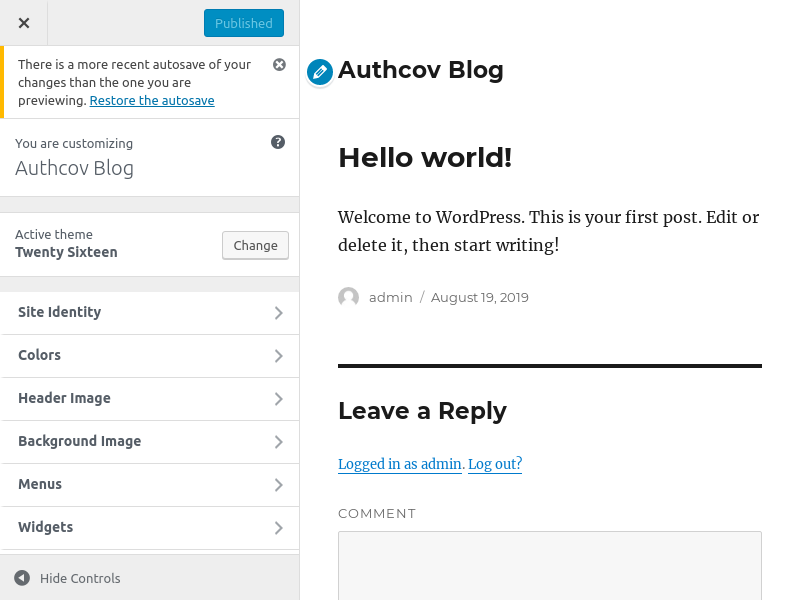 Published
There is a more recent autosave of your
changes than the one you are
previewing. Restore the autosave
You are customizing
Authcov Blog
Active theme
Twenty Sixteen
Change
Site Identity
Colors
Header Image
Background Image
Menus
Widgets
Hide Controls
Authcov Blog
Hello world!
Welcome to WordPress. This is your first post. Edit or
delete it, then start writing!
admin / August 19, 2019
Leave a Reply
Logged in as admin. Log out?
COMMENT